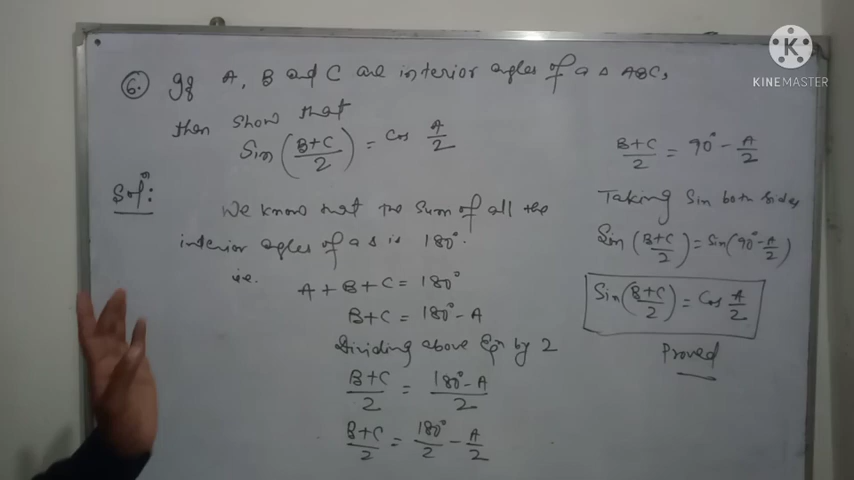 6. If A, B and C are interior angles of a Δ ABC,
then show that
Sin (B+C/2) = Cos A/2
Solⁿ:
We know that the sum of all the
interior agles of a Δ is 180°.
i.e.
A + B + C = 180°
B+C = 180° - A
Dividing above Eqn by 2
B+C/2 = 180° - A/2
B+C/2 = 180°/2 - A/2
B+C/2 = 90° - A/2
Taking Sin both sides
Sin (B+C/2) = Sin (90° - A/2)
Sin (B+C/2) = Cos A/2
Proved
K
KINEMASTER